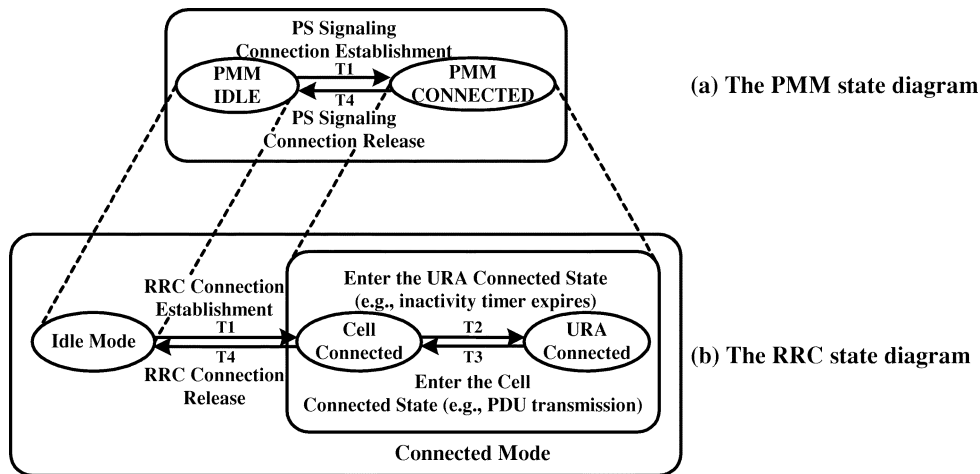 PS Signaling
Connection Establishment
PMM
IDLE
T1
T4
PMM
CONNECTED
PS Signaling
Connection Release
(a) The PMM state diagram
RRC Connection
Establishment
Idle Mode
T1
T4
RRC Connection
Release
Enter the URA Connected State
(e.g., inactivity timer expires)
Cell
Connected
T2
T3
URA
Connected
Enter the Cell
Connected State (e.g., PDU transmission)
Connected Mode
(b) The RRC state diagram